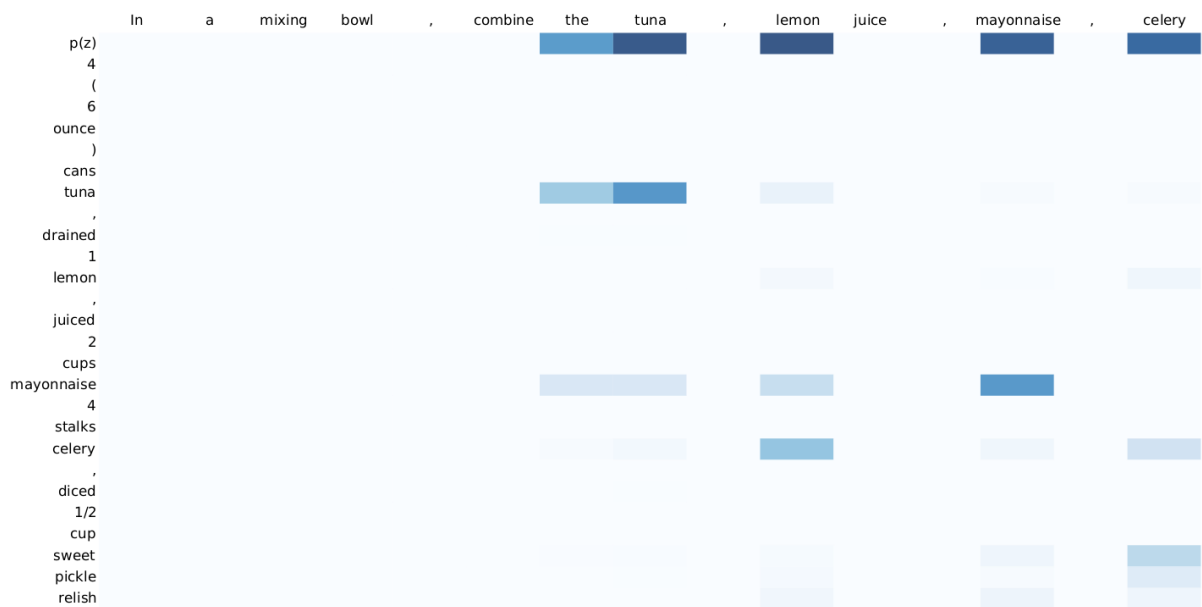 In a mixing bowl , combine the tuna , lemon juice , mayonnaise , celery
p(z)
4
(
6
ounce
)
cans
tuna
,
drained
1
lemon
,
juiced
2
cups
mayonnaise
4
stalks
celery
,
diced
1/2
cup
sweet
pickle
relish